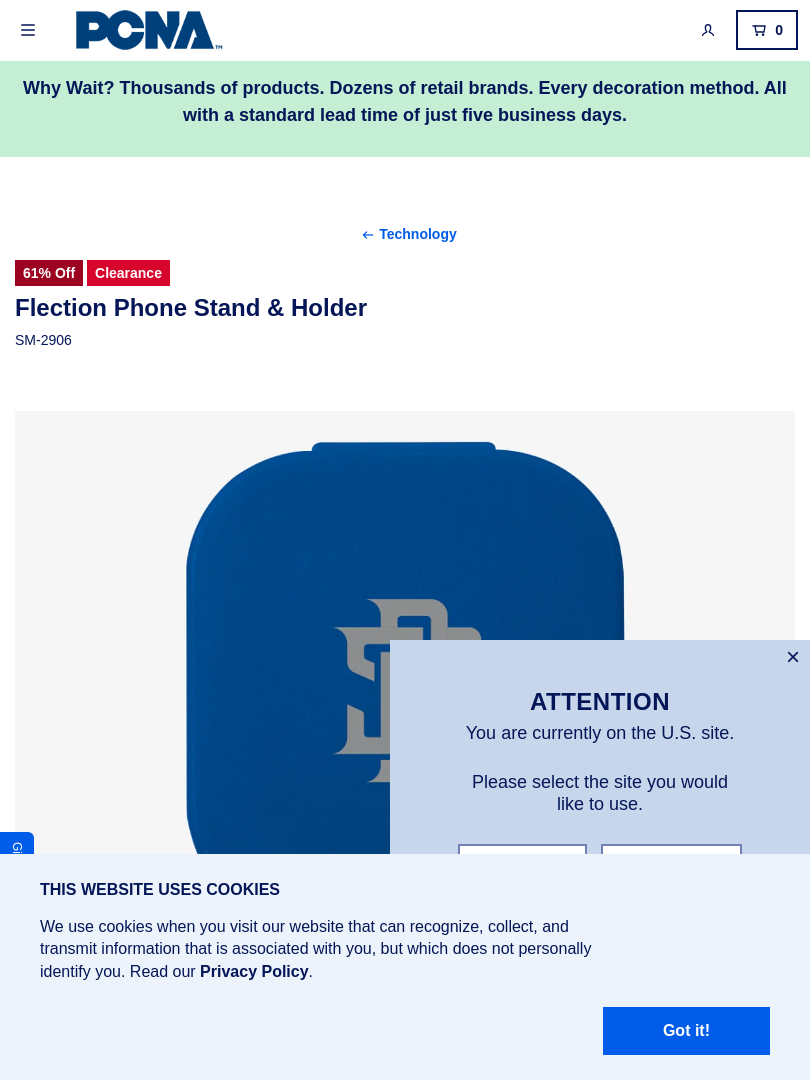 PCNA™
0
Why Wait? Thousands of products. Dozens of retail brands. Every decoration method. All
with a standard lead time of just five business days.
← Technology
61% Off
Clearance
Flection Phone Stand & Holder
SM-2906
SD
×
ATTENTION
You are currently on the U.S. site.
Please select the site you would
like to use.
THIS WEBSITE USES COOKIES
We use cookies when you visit our website that can recognize, collect, and
transmit information that is associated with you, but which does not personally
identify you. Read our Privacy Policy.
Got it!